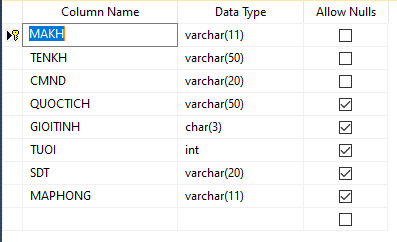 Column Name Data Type Allow Nulls
MAKH varchar(11)
TENKH varchar(50)
CMND varchar(20)
QUOCTICH varchar(50)
GIOITINH char(3)
TUOI int
SDT varchar(20)
MAPHONG varchar(11)